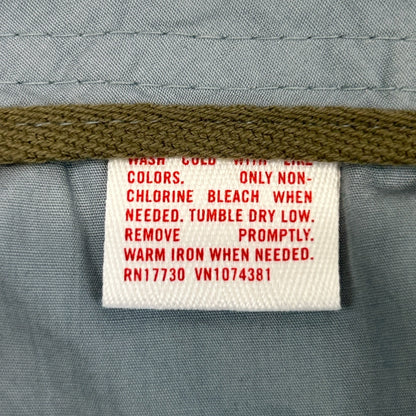 WASH COLD WITH LIKE
COLORS. ONLY NON-
CHLORINE BLEACH WHEN
NEEDED. TUMBLE DRY LOW.
REMOVE PROMPTLY.
WARM IRON WHEN NEEDED.
RN17730 VN1074381